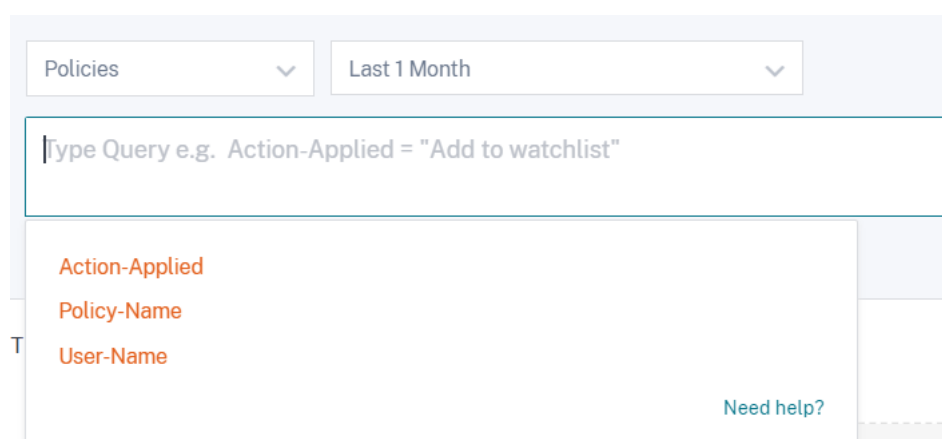 Policies Last 1 Month
Type Query e.g. Action-Applied = "Add to watchlist"
Action-Applied
Policy-Name
T
User-Name
Need help?